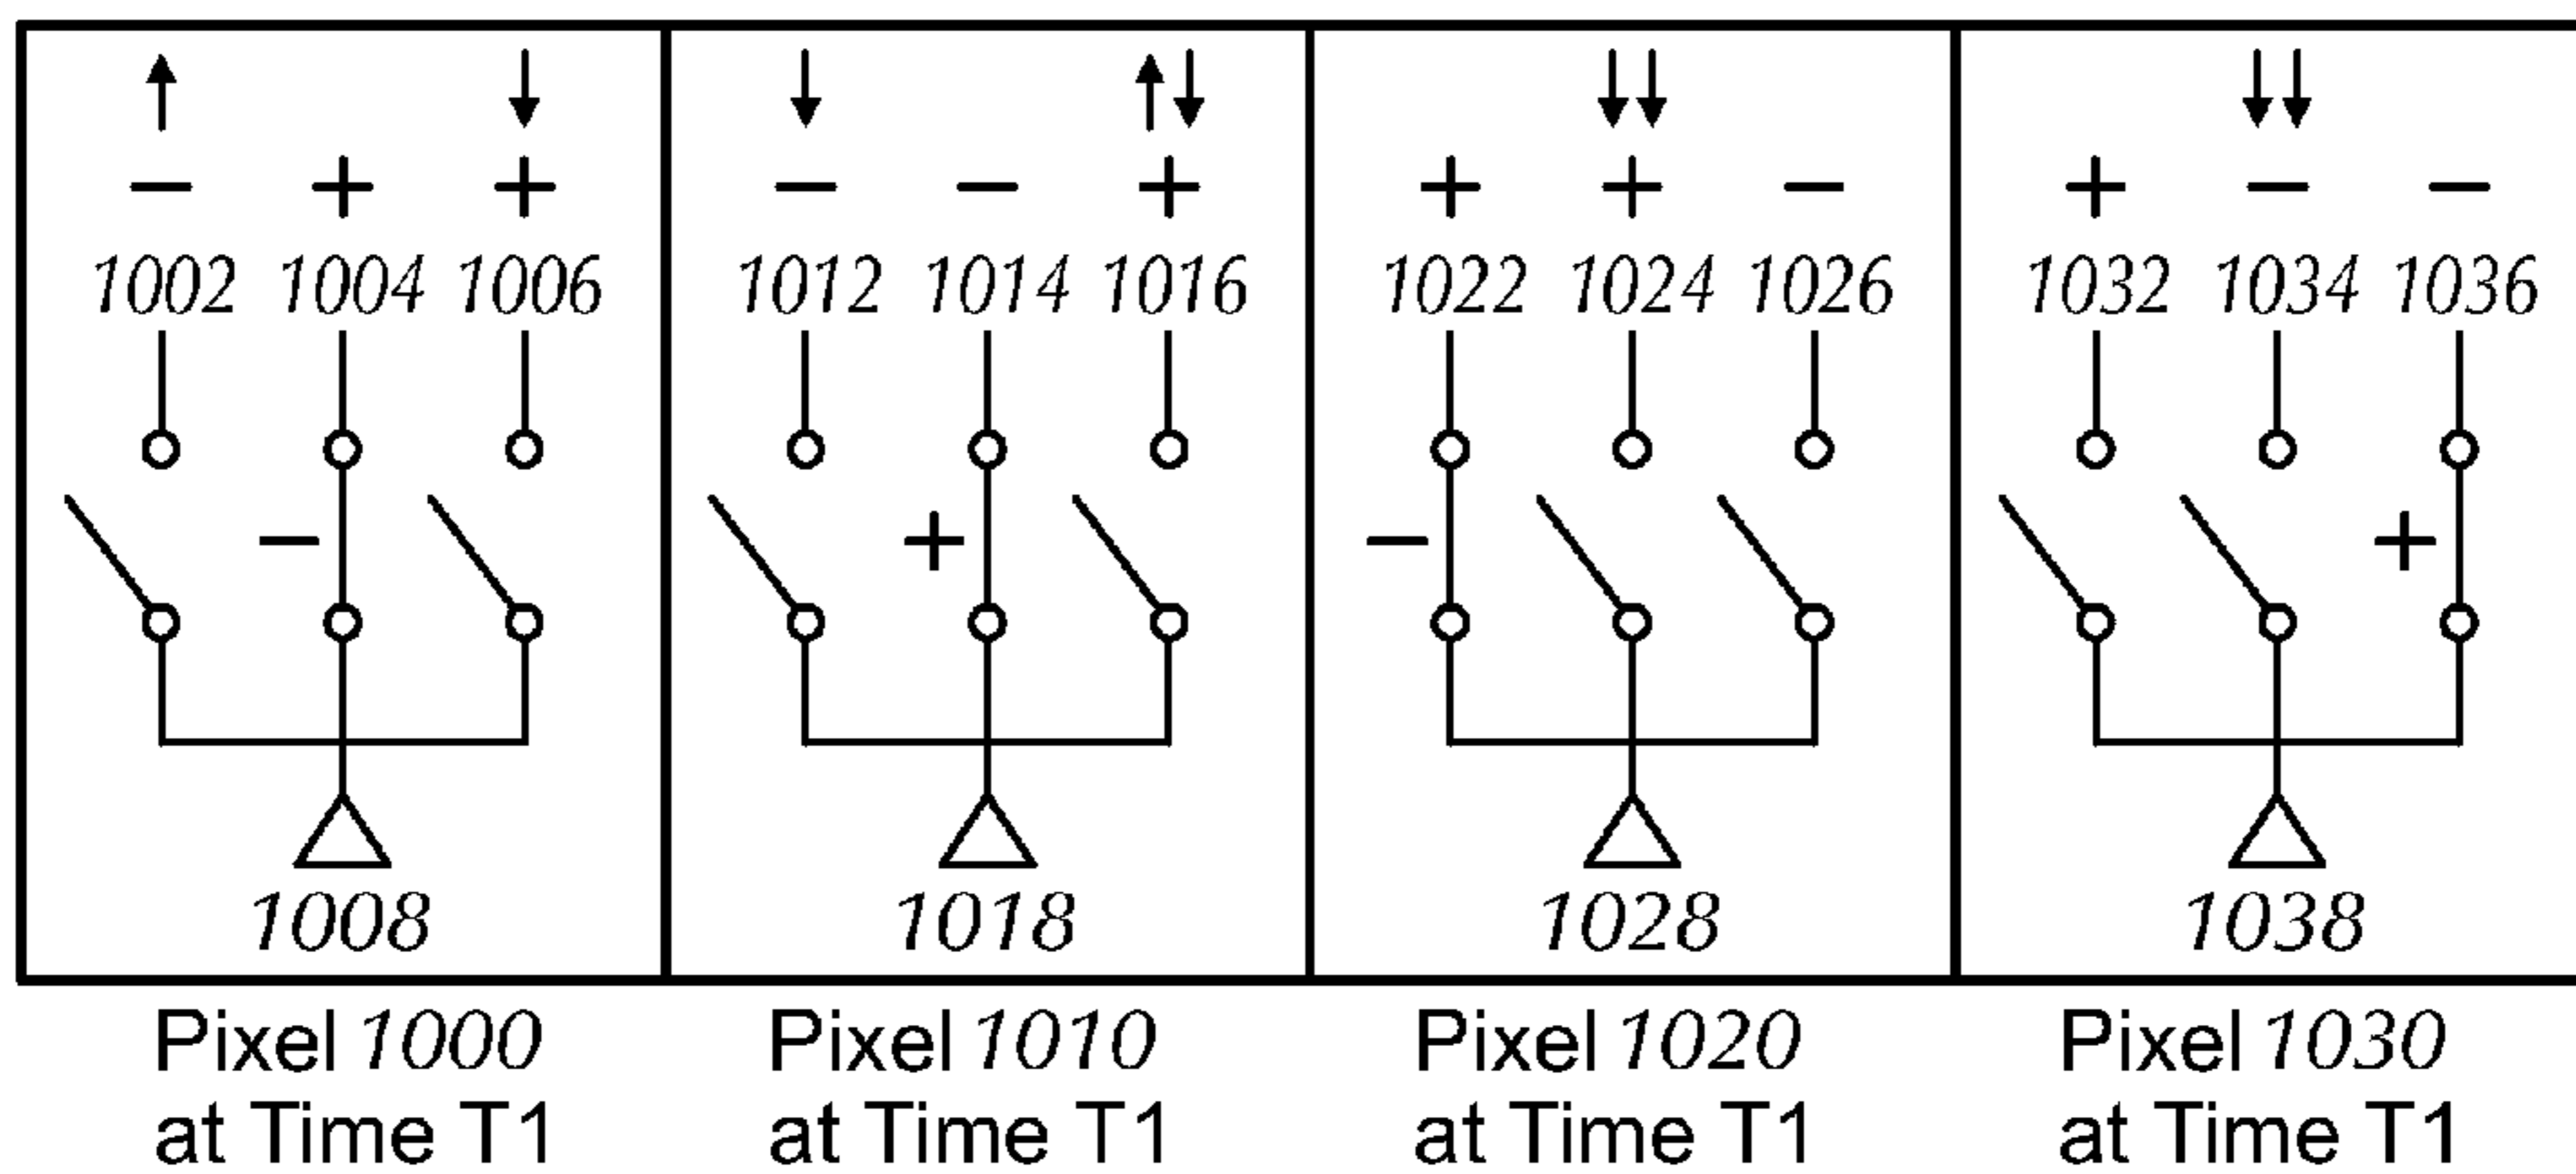 − + + − − + + + − + − −
1002 1004 1006 1012 1014 1016 1022 1024 1026 1032 1034 1036
− + − +
1008 1018 1028 1038
Pixel 1000 Pixel 1010 Pixel 1020 Pixel 1030
at Time T1 at Time T1 at Time T1 at Time T1